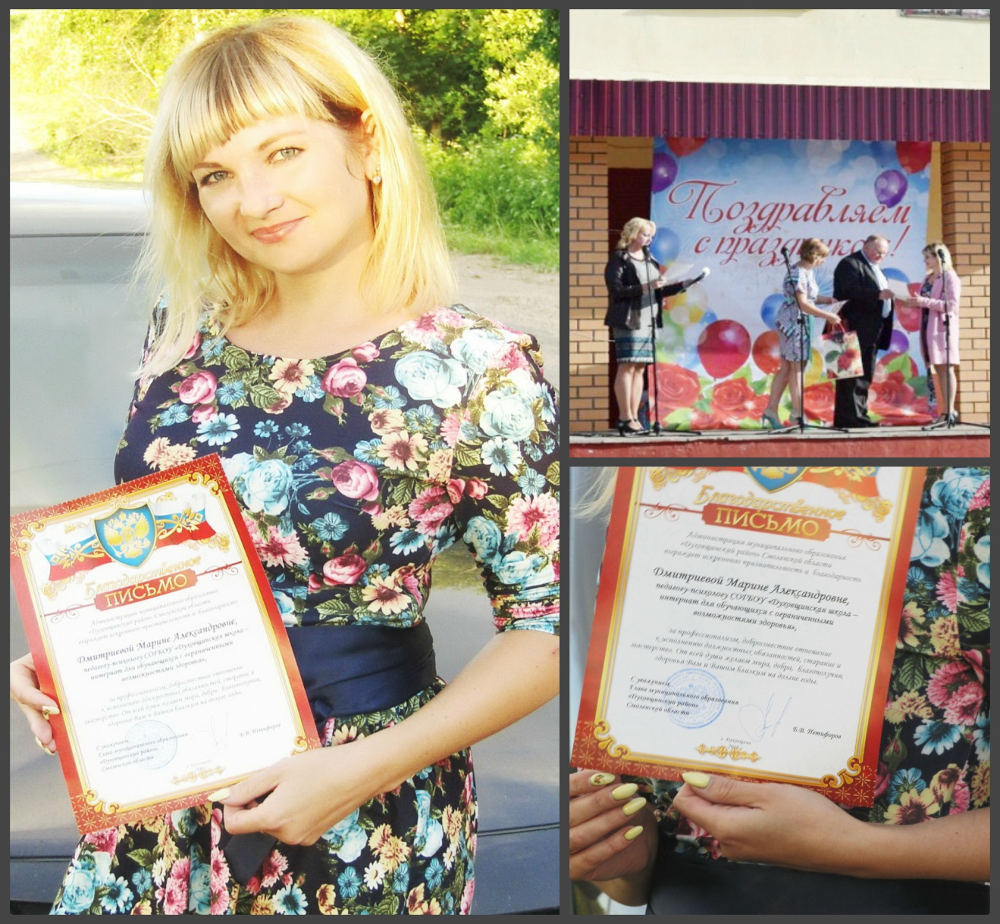 Благодарственное
ПИСЬМО
Администрация муниципального образования
«Духовщинский район» Смоленской области
выражает искреннюю признательность и благодарность
Дмитриевой Марине Александровне,
педагогу-психологу СОГБОУ «Духовщинская школа –
интернат для обучающихся с ограниченными
возможностями здоровья»,
за профессионализм, добросовестное отношение
к исполнению должностных обязанностей, старание и
мастерство. От всей души желаем мира, добра, благополучия,
здоровья Вам и Вашим близким на долгие годы.
С уважением,
Глава муниципального образования
«Духовщинский район»
Смоленской области
Б.В. Петифоров
Поздравляем
с праздником!
Благодарственное
ПИСЬМО
Администрация муниципального образования
«Духовщинский район» Смоленской области
выражает искреннюю признательность и благодарность
Дмитриевой Марине Александровне,
педагогу-психологу СОГБОУ «Духовщинская школа –
интернат для обучающихся с ограниченными
возможностями здоровья»,
за профессионализм, добросовестное отношение
к исполнению должностных обязанностей, старание и
мастерство. От всей души желаем мира, добра, благополучия,
здоровья Вам и Вашим близким на долгие годы.
С уважением,
Глава муниципального образования
«Духовщинский район»
Смоленской области
Б.В. Петифоров
г. Духовщина